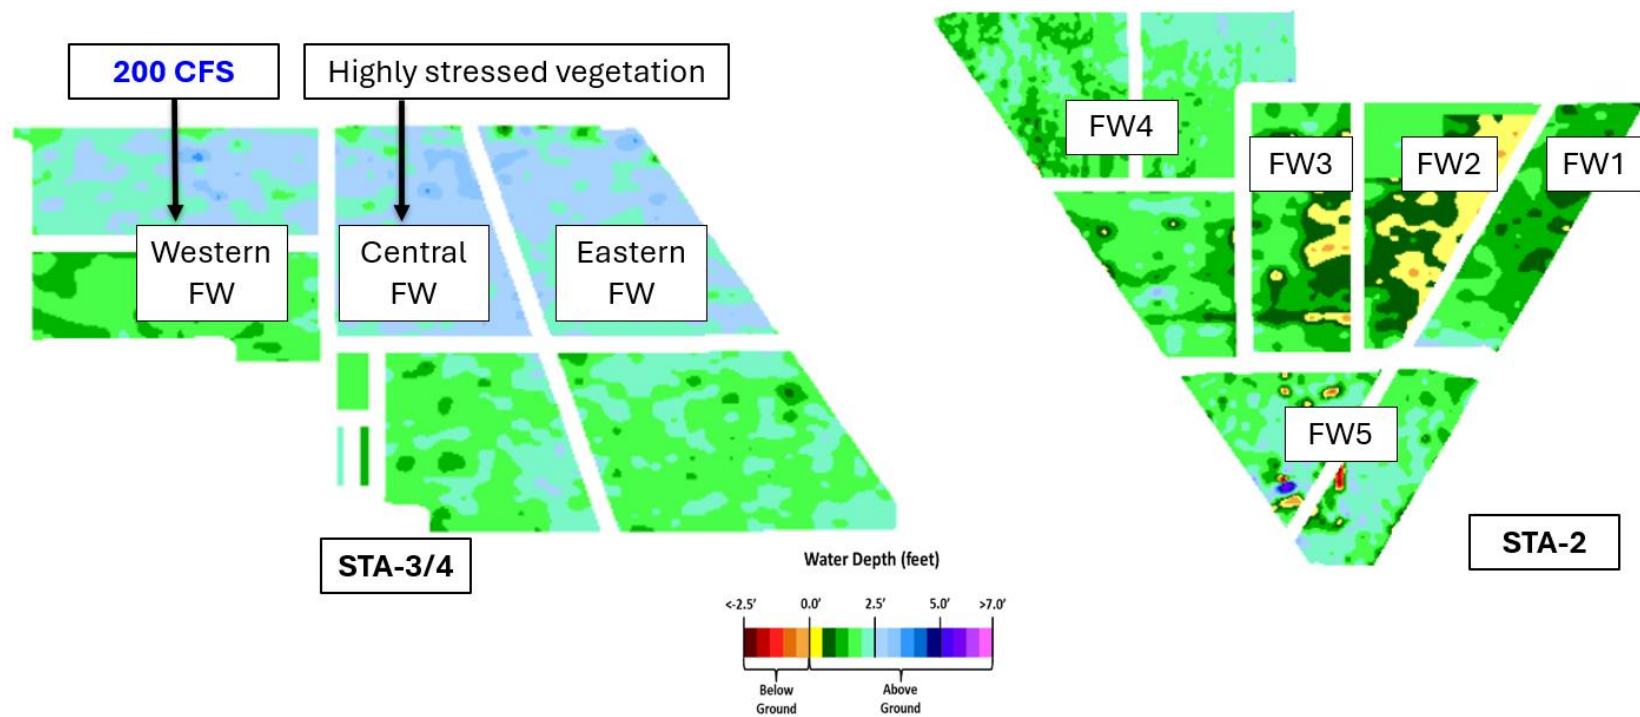 200 CFS
Highly stressed vegetation
Western
FW
Central
FW
Eastern
FW
STA-3/4
FW4
FW3
FW2
FW1
FW5
STA-2
Water Depth (feet)
<-2.5' 0.0' 2.5' 5.0' >7.0'
Below
Ground
Above
Ground